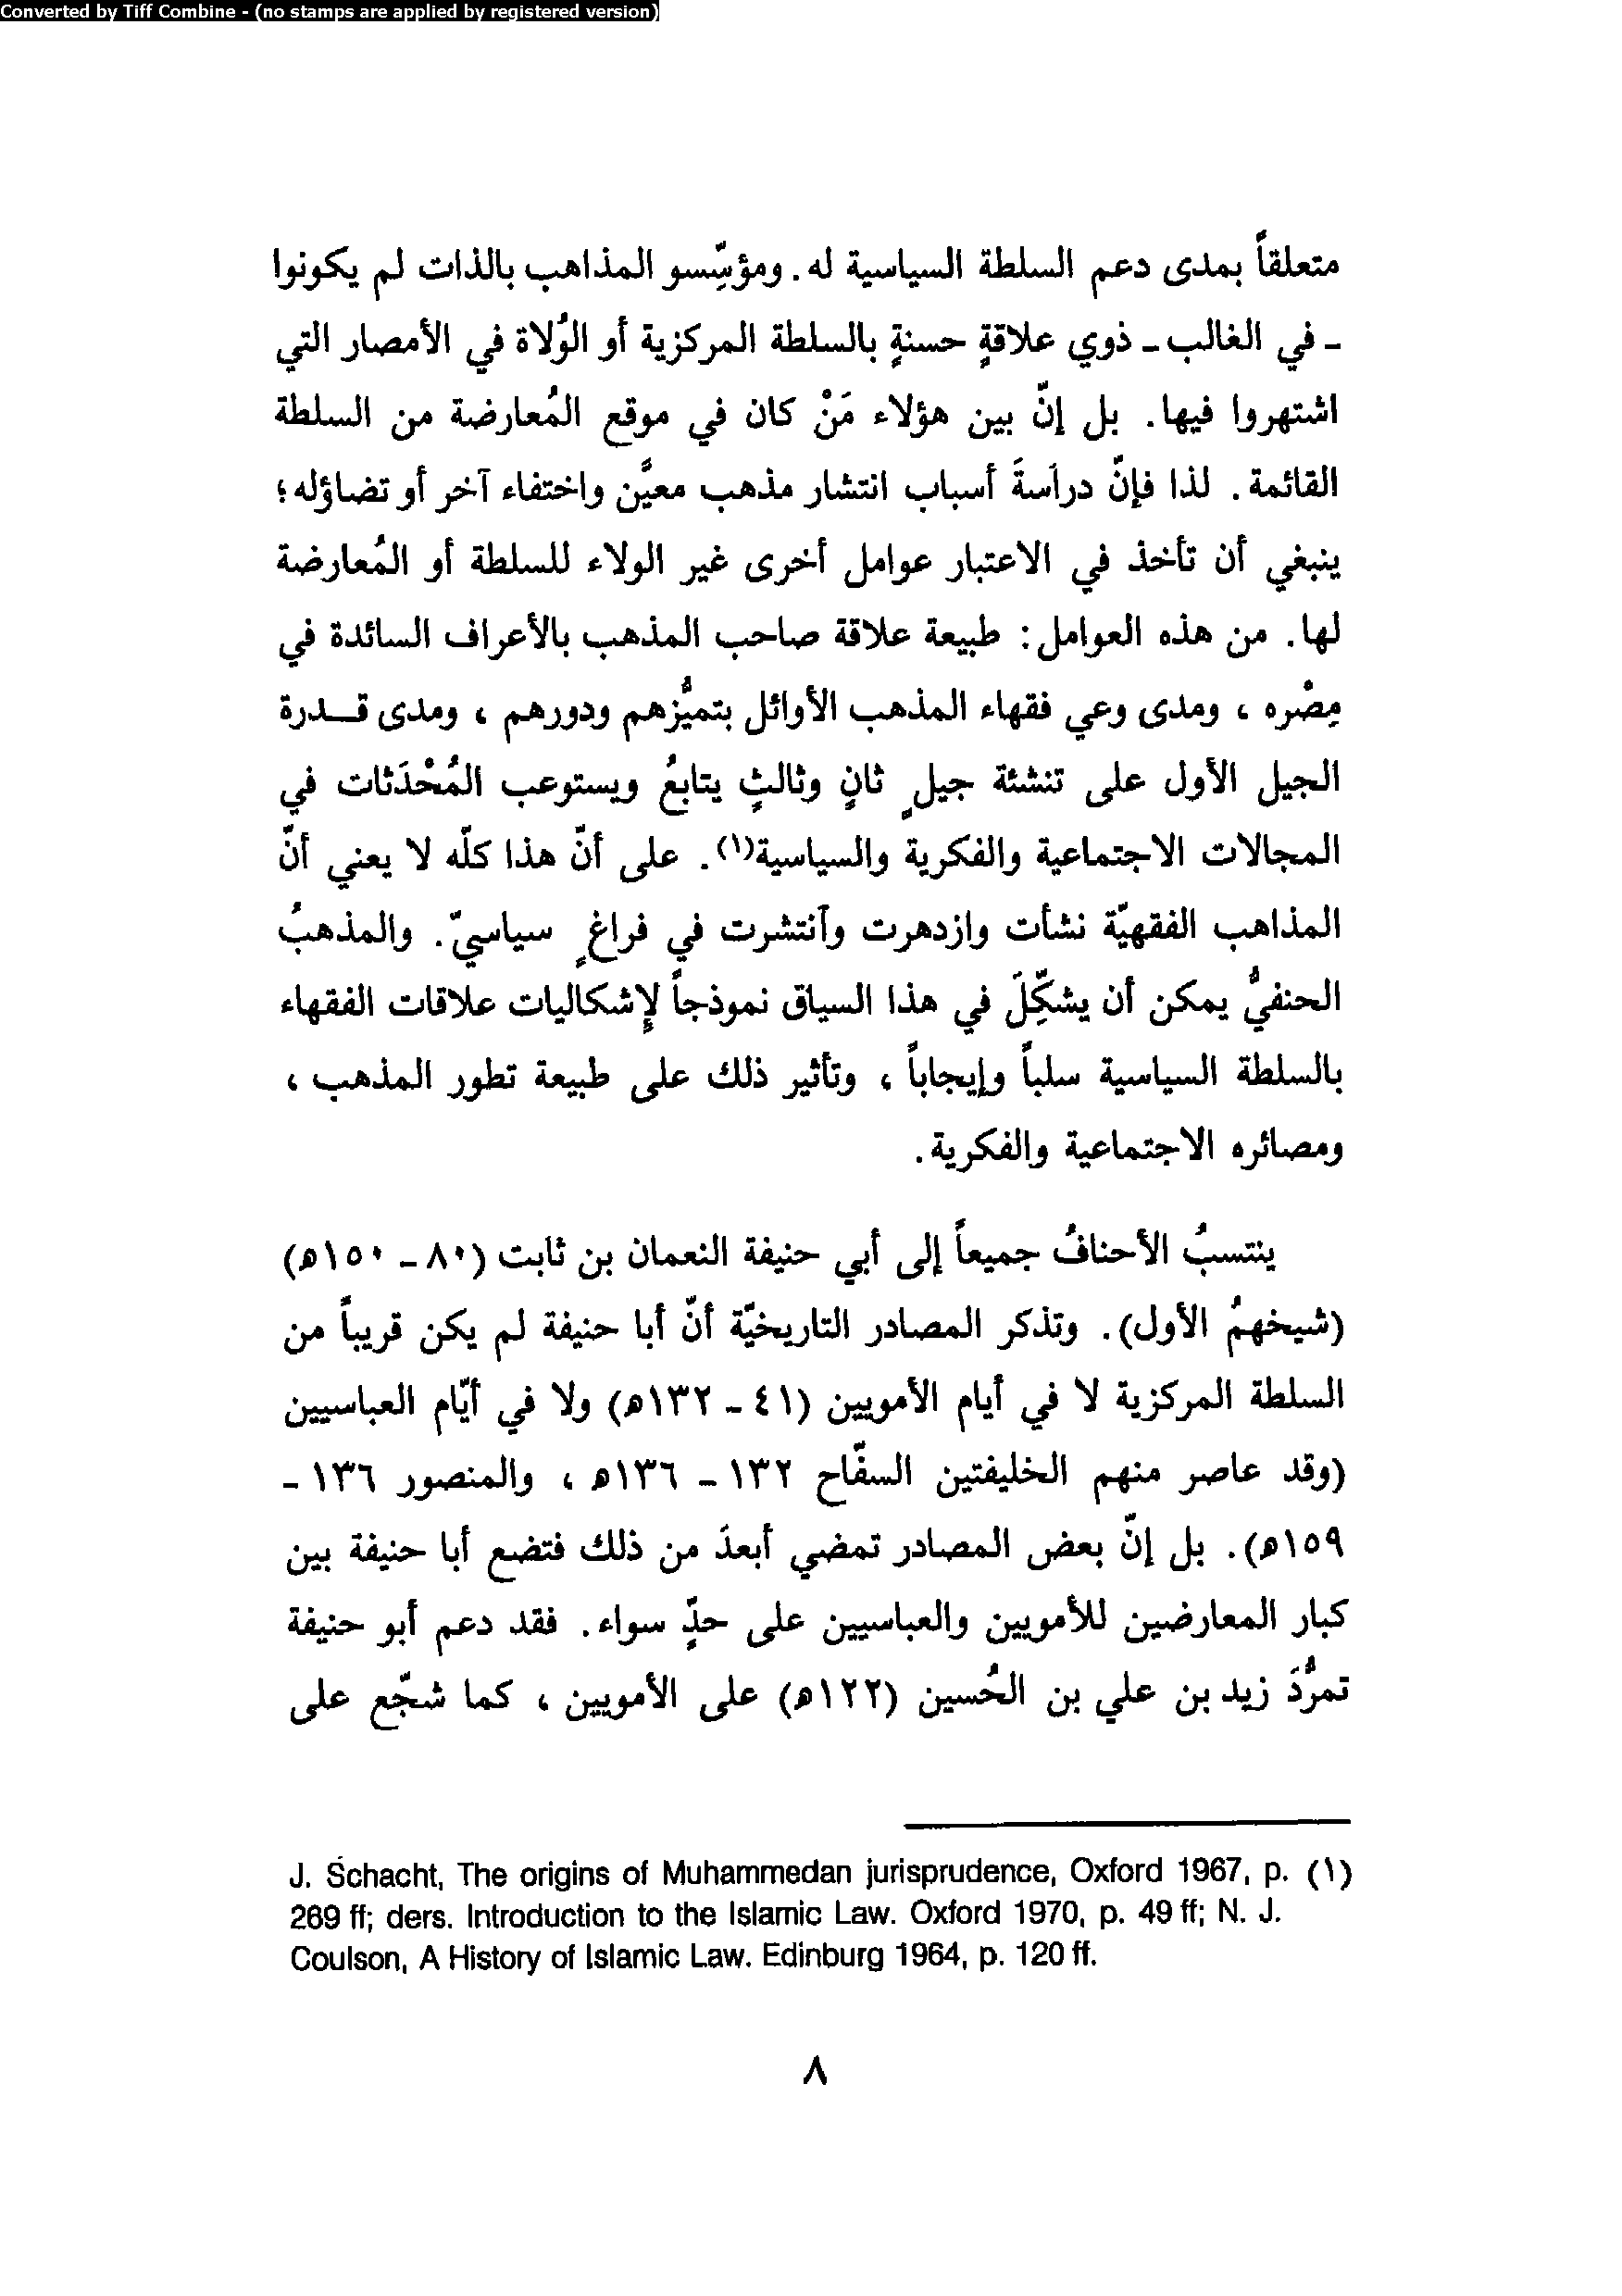 Converted by Tiff Combine - (no stamps are applied by registered version)
متعلقاً بمدى دعم السلطة السياسية له. ومؤسِّسو المذاهب بالذات لم يكونوا
ـ في الغالب ـ ذوي علاقةٍ حسنةٍ بالسلطة المركزية أو الوُلاة في الأمصار التي
اشتهروا فيها. بل إنّ بين هؤلاء مَنْ كان في موقع المُعارضة من السلطة
القائمة. لذا فإنّ دراسةَ أسباب انتشار مذهب معيَّن واختفاء آخر أو تضاؤله؛
ينبغي أن تأخذ في الاعتبار عوامل أخرى غير الولاء للسلطة أو المُعارضة
لها. من هذه العوامل: طبيعة علاقة صاحب المذهب بالأعراف السائدة في
مِصْره ، ومدى وعي فقهاء المذهب الأوائل بتميُّزهم ودورهم ، ومدى قـدرة
الجيل الأول على تنشئة جيلٍ ثانٍ وثالثٍ يتابعُ ويستوعب المُحْدَثات في
المجالات الاجتماعية والفكرية والسياسية(١). على أنّ هذا كلّه لا يعني أنّ
المذاهب الفقهيّة نشأت وازدهرت وآنتشرت في فراغٍ سياسيّ. والمذهبُ
الحنفيُّ يمكن أن يشكِّلَ في هذا السياق نموذجاً لإشكاليات علاقات الفقهاء
بالسلطة السياسية سلباً وإيجاباً ، وتأثير ذلك على طبيعة تطور المذهب ،
ومصائره الاجتماعية والفكرية.
ينتسبُ الأحنافُ جميعاً إلى أبي حنيفة النعمان بن ثابت (٨٠ ـ ١٥٠هـ)
(شيخهمُ الأول). وتذكر المصادر التاريخيّة أنّ أبا حنيفة لم يكن قريباً من
السلطة المركزية لا في أيام الأمويين (٤١ ـ ١٣٢هـ) ولا في أيّام العباسيين
(وقد عاصر منهم الخليفتين السفّاح ١٣٢ ـ ١٣٦هـ ، والمنصور ١٣٦ ـ
١٥٩هـ). بل إنّ بعض المصادر تمضي أبعدَ من ذلك فتضع أبا حنيفة بين
كبار المعارضين للأمويين والعباسيين على حدٍّ سواء. فقد دعم أبو حنيفة
تمرُّدَ زيد بن علي بن الحُسين (١٢٢هـ) على الأمويين ، كما شجّع على
(١) J. Schacht, The origins of Muhammedan jurisprudence, Oxford 1967, p.
269 ff; ders. Introduction to the Islamic Law. Oxford 1970, p. 49 ff; N. J.
Coulson, A History of Islamic Law. Edinburg 1964, p. 120 ff.
٨